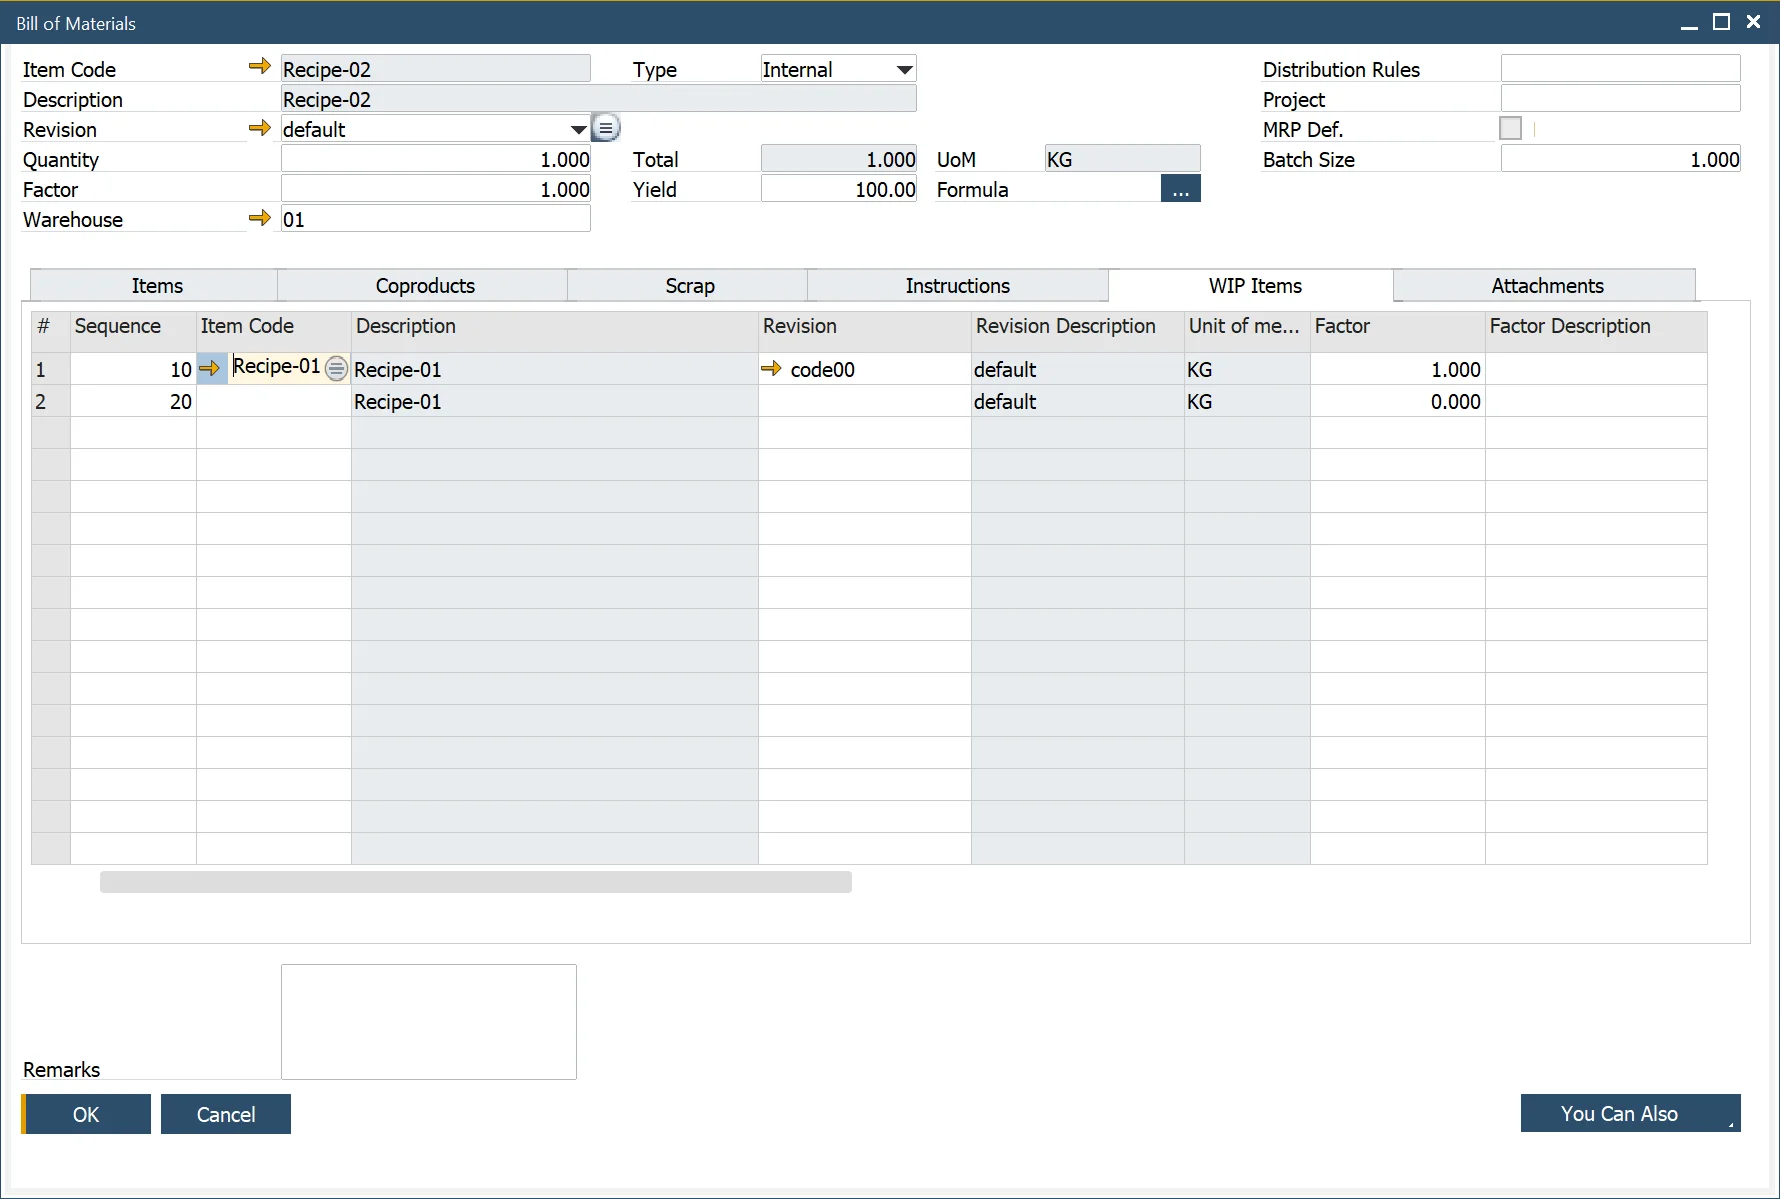 Bill of Materials
Item Code Recipe-02 Type Internal Distribution Rules
Description Recipe-02 Project
Revision default MRP Def.
Quantity 1.000 Total 1.000 UoM KG Batch Size 1.000
Factor 1.000 Yield 100.00 Formula ...
Warehouse 01
Items Coproducts Scrap Instructions WIP Items Attachments
# Sequence Item Code Description Revision Revision Description Unit of me... Factor Factor Description
1 10 Recipe-01 Recipe-01 code00 default KG 1.000
2 20 Recipe-01 default KG 0.000
Remarks
OK Cancel You Can Also